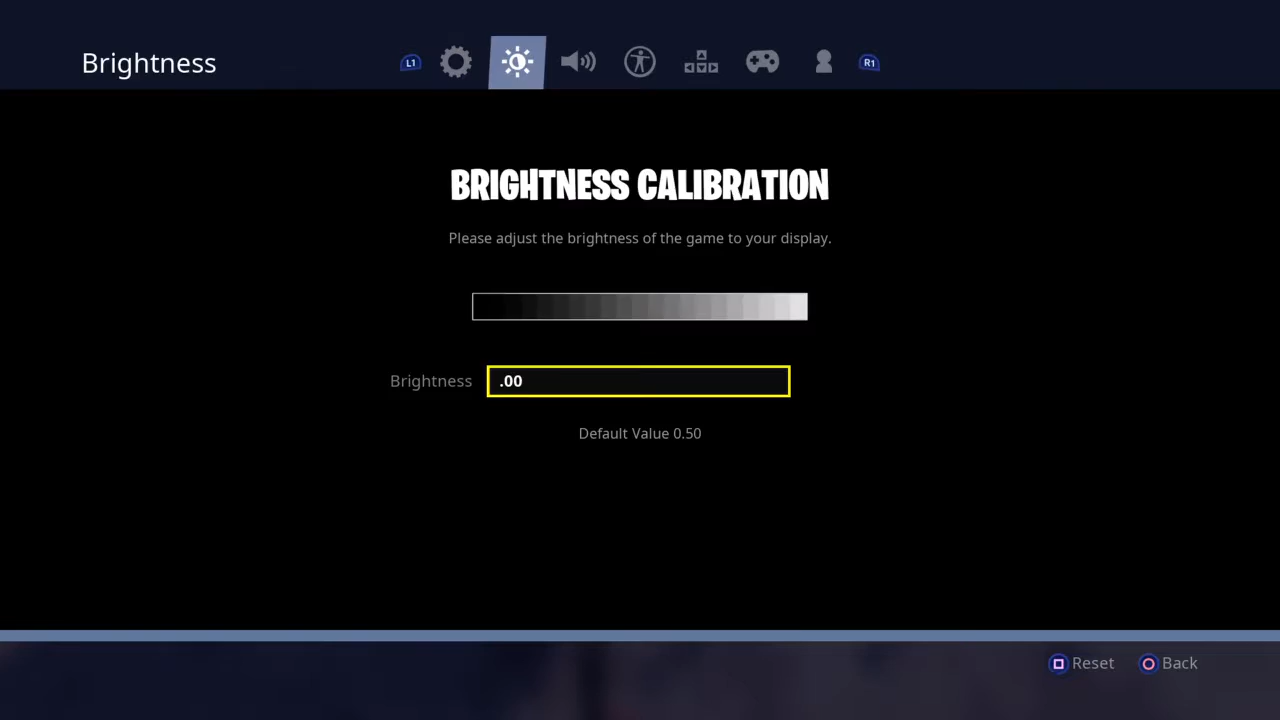 Brightness
L1
R1
BRIGHTNESS CALIBRATION
Please adjust the brightness of the game to your display.
Brightness .00
Default Value 0.50
Reset Back